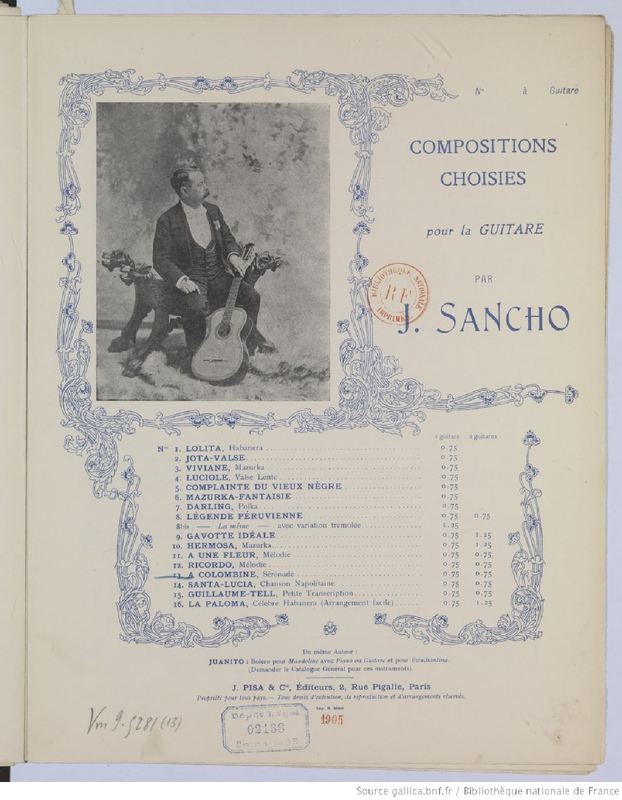 N° à Guitare
COMPOSITIONS
CHOISIES
pour la GUITARE
PAR
J. SANCHO
BIBLIOTHÈQUE NATIONALE
RF
IMPRIMÉS
1 guitare 2 guitares
Nos 1. LOLITA, Habanera 0.75
2. JOTA-VALSE 0.75
3. VIVIANE, Mazurka 0.75
4. LUCIOLE, Valse Lente 0.75
5. COMPLAINTE DU VIEUX NÈGRE 0.75
6. MAZURKA-FANTAISIE 0.75
7. DARLING, Polka 0.75
8. LÉGENDE PÉRUVIENNE 0.75 0.75
8bis — La même — avec variation trémolée 1.25
9. GAVOTTE IDÉALE 0.75 1.25
10. HERMOSA, Mazurka 0.75 1.25
11. A UNE FLEUR, Mélodie 0.75 0.75
12. RICORDO, Mélodie 0.75 0.75
13. A COLOMBINE, Sérénade 0.75 0.75
14. SANTA-LUCIA, Chanson Napolitaine 0.75 0.75
15. GUILLAUME-TELL, Petite Transcription 0.75 0.75
16. LA PALOMA, Célèbre Habanera (Arrangement facile) 0.75 1.25
Du même Auteur :
JUANITO : Boléro pour Mandoline avec Piano ou Guitare et pour Estudiantina.
(Demander le Catalogue Général pour ces instruments).
J. PISA & Cie, Éditeurs, 2, Rue Pigalle, Paris
Propriété pour tous pays. — Tous droits d'exécution, de reproduction et d'arrangements réservés.
Dépôt Légal
02138
1905
Vm 9. 5281 (13)
Source gallica.bnf.fr / Bibliothèque nationale de France